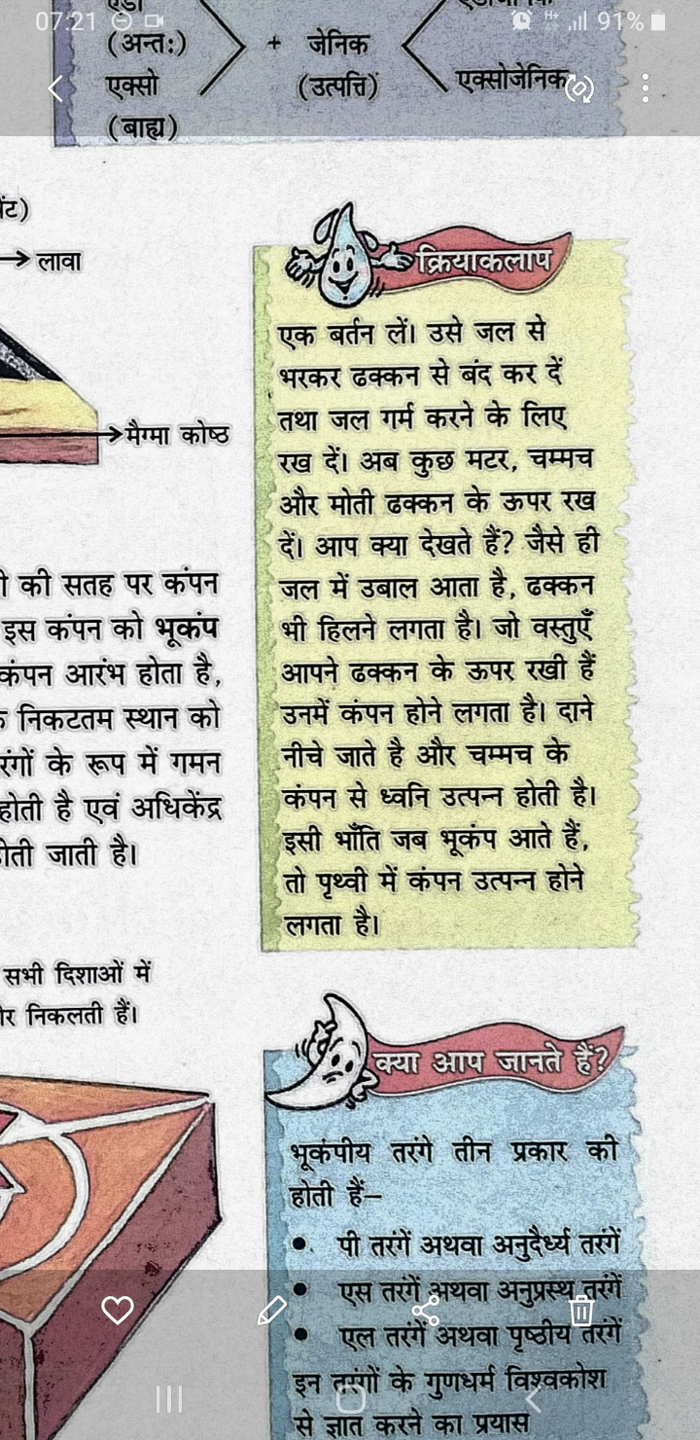 07:21
91%
(अन्तः)
एक्सो
(बाह्य)
+ जेनिक
(उत्पत्ति)
एक्सोजेनिक
लावा
मैग्मा कोष्ठ
की सतह पर कंपन
इस कंपन को भूकंप
कंपन आरंभ होता है,
निकटतम स्थान को
के रूप में गमन
होती है एवं अधिकेंद्र
जाती है।
सभी दिशाओं में
निकलती हैं।
क्रियाकलाप
एक बर्तन लें। उसे जल से
भरकर ढक्कन से बंद कर दें
तथा जल गर्म करने के लिए
रख दें। अब कुछ मटर, चम्मच
और मोती ढक्कन के ऊपर रख
दें। आप क्या देखते हैं? जैसे ही
जल में उबाल आता है, ढक्कन
भी हिलने लगता है। जो वस्तुएँ
आपने ढक्कन के ऊपर रखी हैं
उनमें कंपन होने लगता है। दाने
नीचे जाते है और चम्मच के
कंपन से ध्वनि उत्पन्न होती है।
इसी भाँति जब भूकंप आते हैं,
तो पृथ्वी में कंपन उत्पन्न होने
लगता है।
क्या आप जानते हैं?
भूकंपीय तरंगे तीन प्रकार की
होती हैं–
• पी तरंगें अथवा अनुदैर्ध्य तरंगें
• एस तरंगें अथवा अनुप्रस्थ तरंगें
• एल तरंगें अथवा पृष्ठीय तरंगें
इन तरंगों के गुणधर्म विश्वकोश
से ज्ञात करने का प्रयास